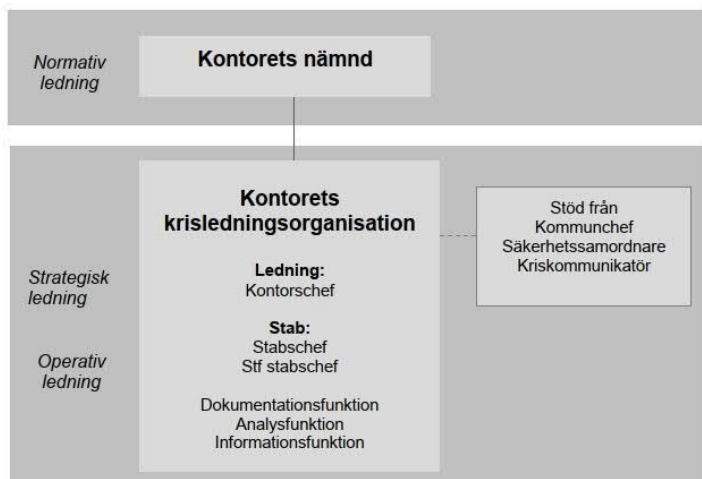 Normativ
ledning
Kontorets nämnd
Kontorets
krisledningsorganisation
Ledning:
Kontorschef
Stab:
Stabschef
Stf stabschef
Dokumentationsfunktion
Analysfunktion
Informationsfunktion
Stöd från
Kommunchef
Säkerhetssamordnare
Kriskommunikatör
Strategisk
ledning
Operativ
ledning